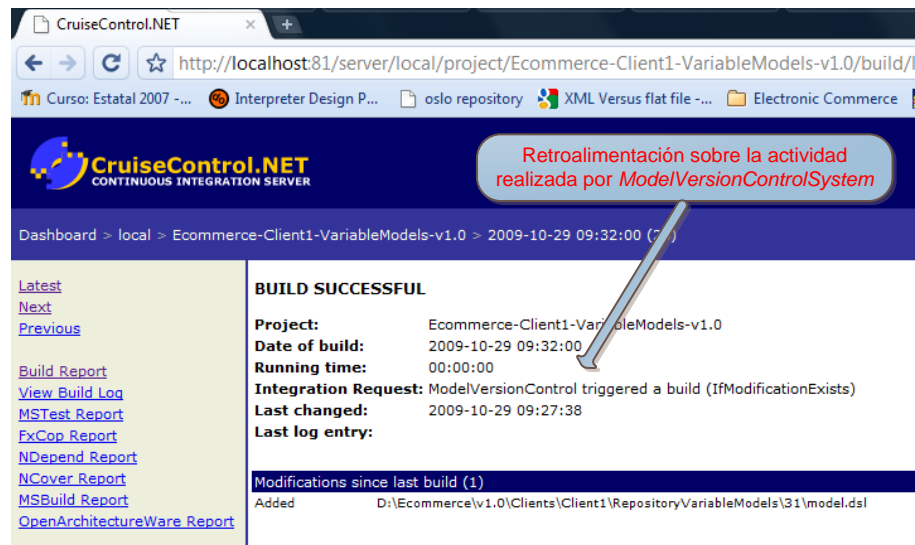 CruiseControl.NET
http://localhost:81/server/local/project/Ecommerce-Client1-VariableModels-v1.0/build/
Curso: Estatal 2007 -... Interpreter Design P... oslo repository XML Versus flat file -... Electronic Commerce
CruiseControl.NET
CONTINUOUS INTEGRATION SERVER
Retroalimentación sobre la actividad
realizada por ModelVersionControlSystem
Dashboard > local > Ecommerce-Client1-VariableModels-v1.0 > 2009-10-29 09:32:00
Latest
Next
Previous
Build Report
View Build Log
MSTest Report
FxCop Report
NDepend Report
NCover Report
MSBuild Report
OpenArchitectureWare Report
BUILD SUCCESSFUL
Project: Ecommerce-Client1-VariableModels-v1.0
Date of build: 2009-10-29 09:32:00
Running time: 00:00:00
Integration Request: ModelVersionControl triggered a build (IfModificationExists)
Last changed: 2009-10-29 09:27:38
Last log entry:
Modifications since last build (1)
Added D:\Ecommerce\v1.0\Clients\Client1\RepositoryVariableModels\31\model.dsl